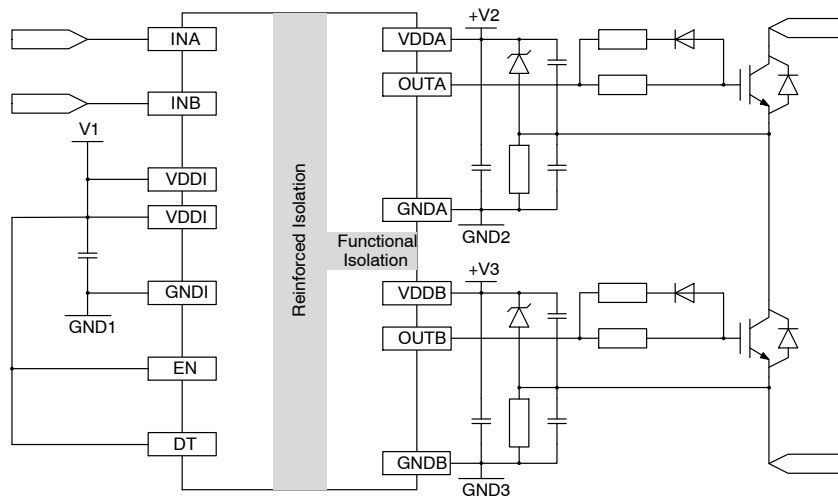 +V2
INA
VDDA
OUTA
INB
V1
VDDI
VDDI
GNDA
GND2
Reinforced Isolation
Functional
Isolation
+V3
GNDI
VDDB
GND1
OUTB
EN
DT
GNDB
GND3